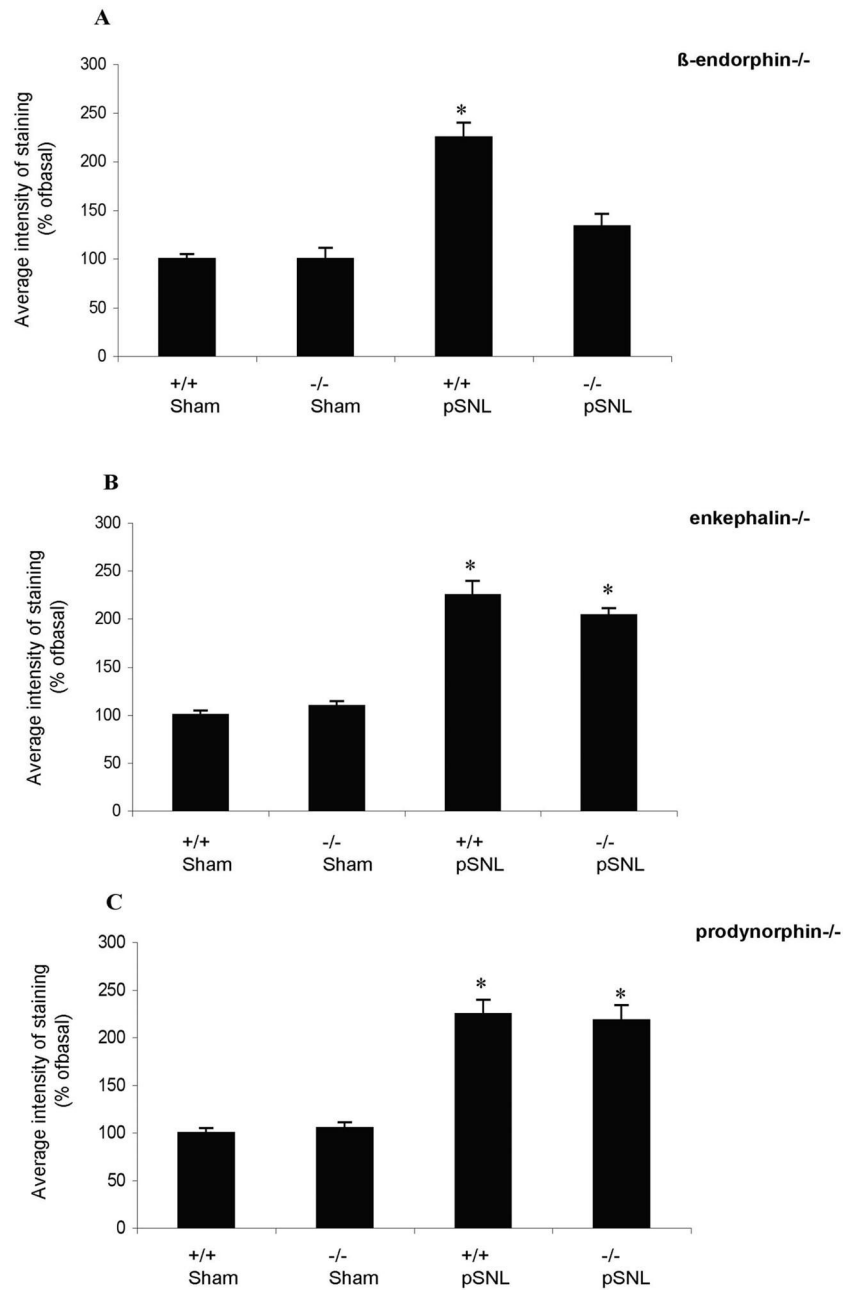 A
ß-endorphin-/-
Average intensity of staining
(% ofbasal)
300
250
200
150
100
50
0
*
+/+
Sham
-/-
Sham
+/+
pSNL
-/-
pSNL
B
enkephalin-/-
Average intensity of staining
(% ofbasal)
300
250
200
150
100
50
0
*
*
+/+
Sham
-/-
Sham
+/+
pSNL
-/-
pSNL
C
prodynorphin-/-
Average intensity of staining
(% ofbasal)
300
250
200
150
100
50
0
*
*
+/+
Sham
-/-
Sham
+/+
pSNL
-/-
pSNL